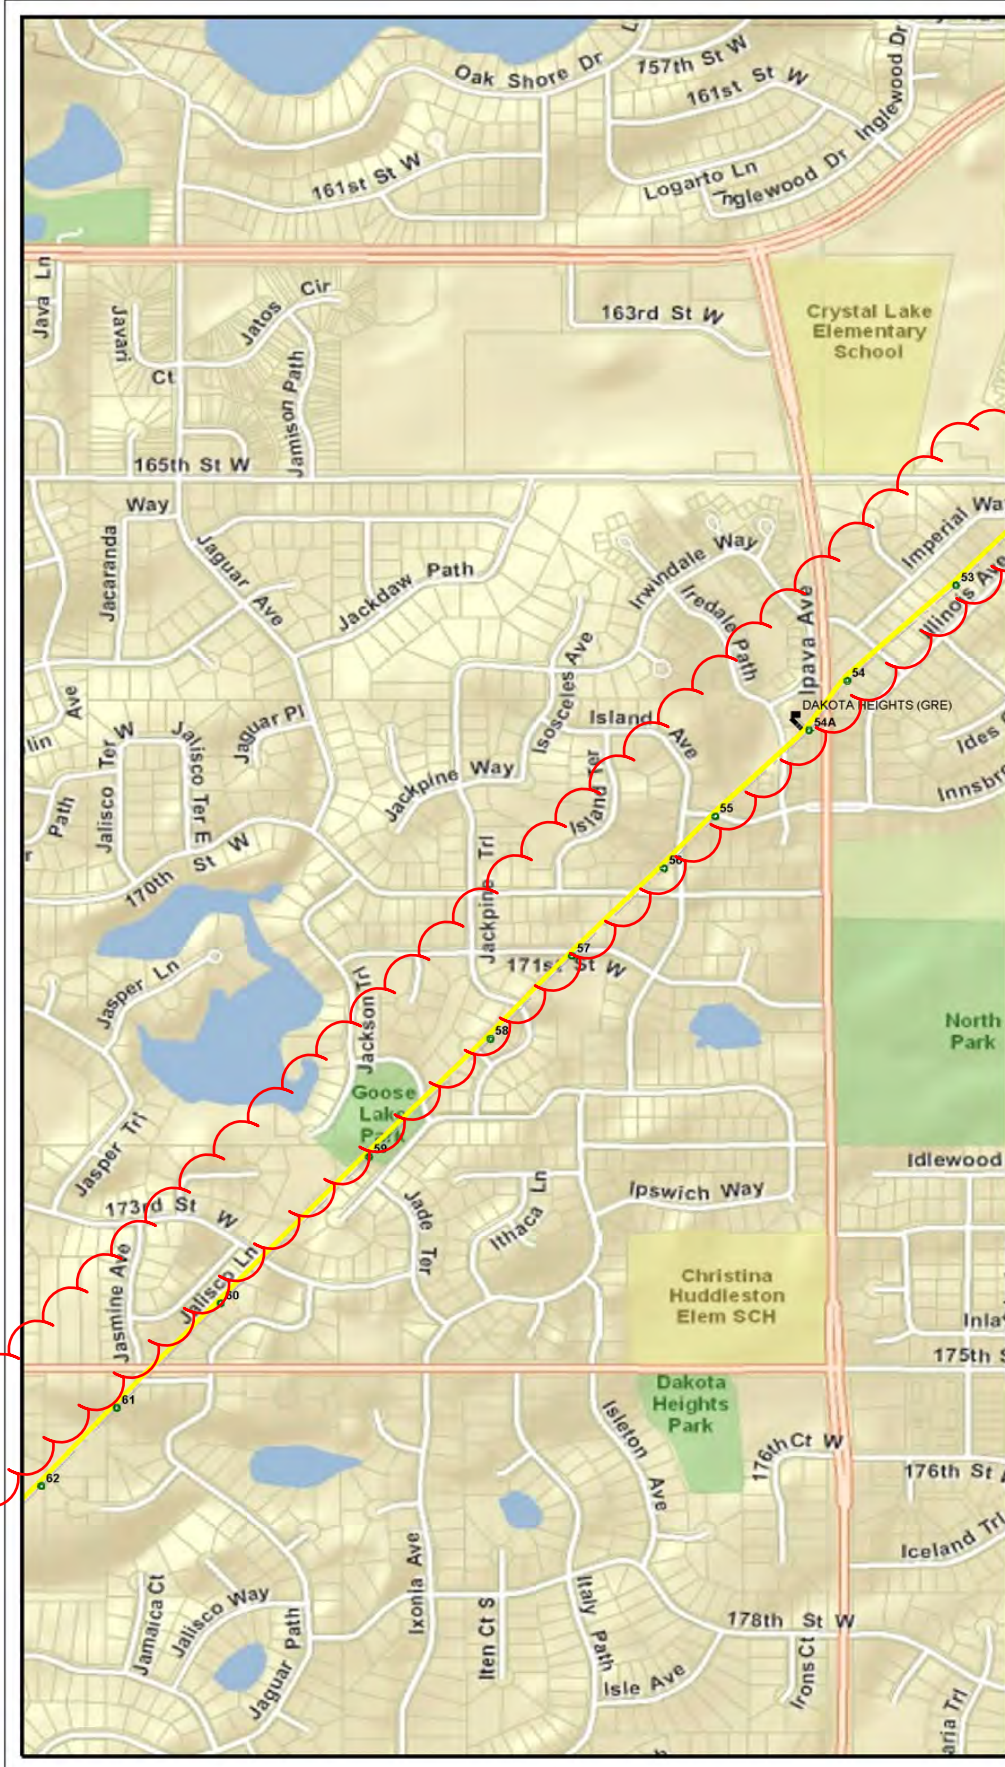 Oak Shore Dr
157th St W
161st St W
Inglewood Dr
161st St W
Logarto Ln
nglewood Dr
Java Ln
Javari
Ct
Jatos Cir
Jamison Path
163rd St W
Crystal Lake
Elementary
School
165th St W
Way
Jacaranda
Jaguar Ave
Jackdaw Path
Irwindale Way
Iredale Path
Imperial Wa
Illinois Ave
53
Ipava Ave
54
DAKOTA HEIGHTS (GRE)
54A
Ave
lin
Jalisco Ter W
Jalisco Ter E
Jaguar Pl
Isosceles Ave
Island Ave
Island Ter
Ides
Innsbr
Jackpine Way
Path
r
170th St W
55
56
Jackpine Trl
57
171st St W
Jasper Ln
Jackson Trl
58
North
Park
Goose
Lake
Park
59
Jasper Trl
Idlewood
173rd St W
Jade Ter
Ithaca Ln
Ipswich Way
Jasmine Ave
Jalisco Ln
60
Christina
Huddleston
Elem SCH
Inla
175th S
61
Dakota
Heights
Park
Isleton Ave
176th Ct W
176th St
62
Iceland Trl
Jamaica Ct
Jalisco Way
Jaguar Path
Ixonia Ave
Iten Ct S
Italy Path
178th St W
Isle Ave
Irons Ct
aria Trl